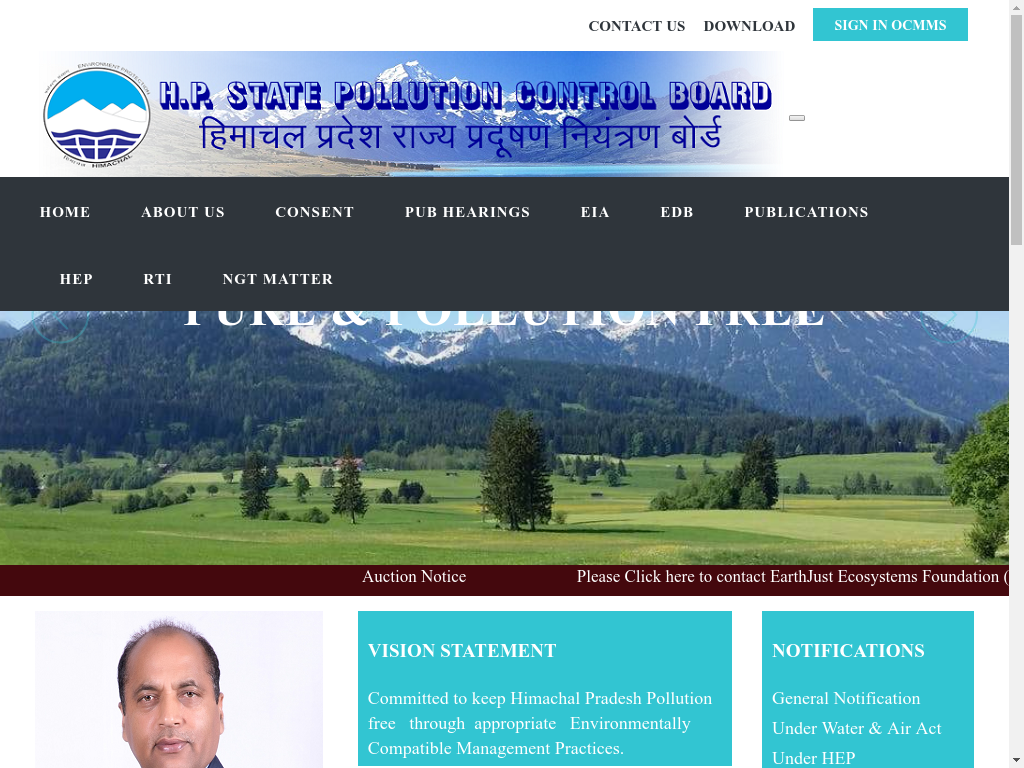 CONTACT US DOWNLOAD SIGN IN OCMMS
ENVIRONMENT PROTECTION
HIMACHAL
H.P. STATE POLLUTION CONTROL BOARD
हिमाचल प्रदेश राज्य प्रदूषण नियंत्रण बोर्ड
HOME ABOUT US CONSENT PUB HEARINGS EIA EDB PUBLICATIONS
HEP RTI NGT MATTER
PURE & POLLUTION FREE
Auction Notice Please Click here to contact EarthJust Ecosystems Foundation (
VISION STATEMENT
Committed to keep Himachal Pradesh Pollution
free through appropriate Environmentally
Compatible Management Practices.
NOTIFICATIONS
General Notification
Under Water & Air Act
Under HEP